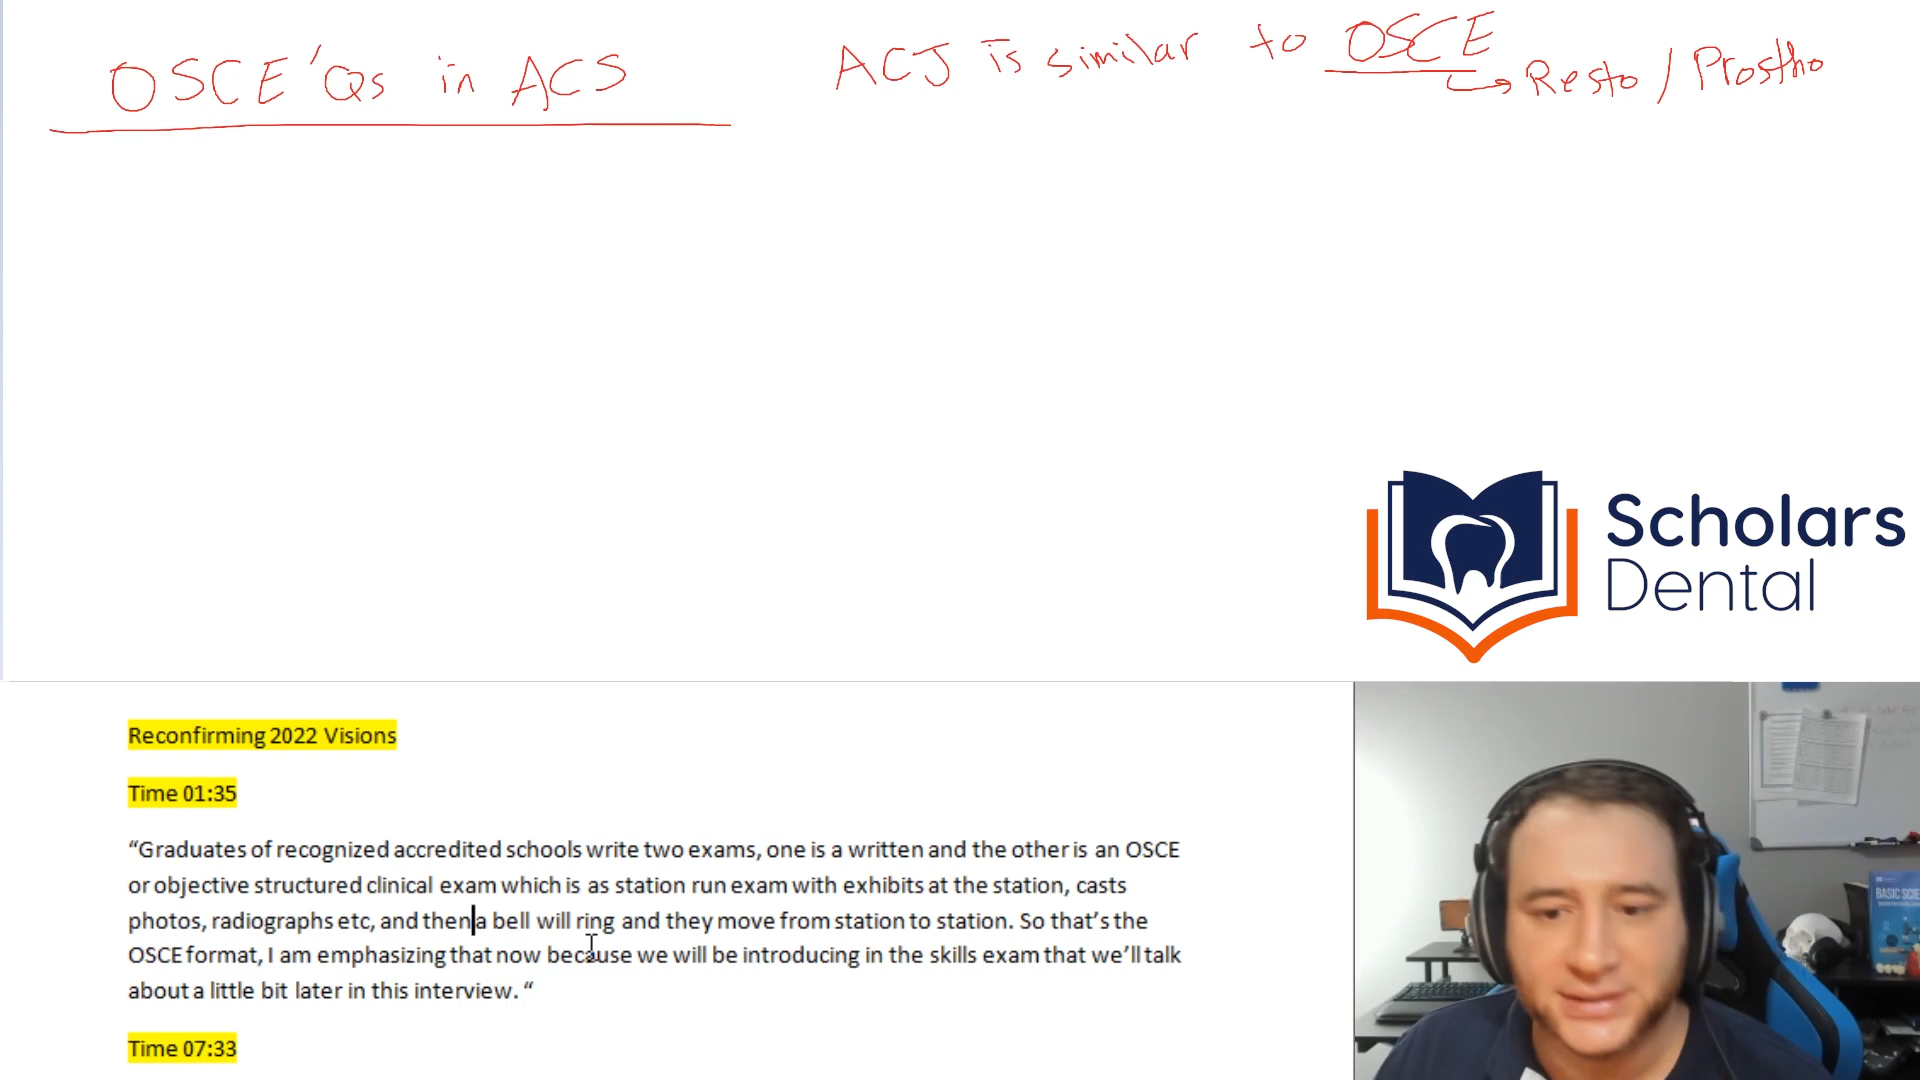 OSCE 'Qs in ACS
ACJ is similar to OSCE
Resto / Prostho
Scholars
Dental
Reconfirming 2022 Visions
Time 01:35
“Graduates of recognized accredited schools write two exams, one is a written and the other is an OSCE
or objective structured clinical exam which is as station run exam with exhibits at the station, casts
photos, radiographs etc, and then a bell will ring and they move from station to station. So that’s the
OSCE format, I am emphasizing that now because we will be introducing in the skills exam that we’ll talk
about a little bit later in this interview. “
Time 07:33
BASIC SCIE